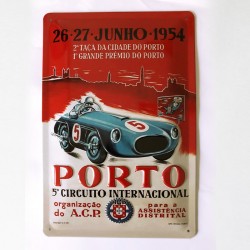 26-27-JUNHO-1954
2ª TAÇA DA CIDADE DO PORTO
1º GRANDE PRÉMIO DO PORTO
5
5
PORTO
5º CIRCUITO INTERNACIONAL
organização do A.C.P.
para a ASSISTÊNCIA DISTRITAL